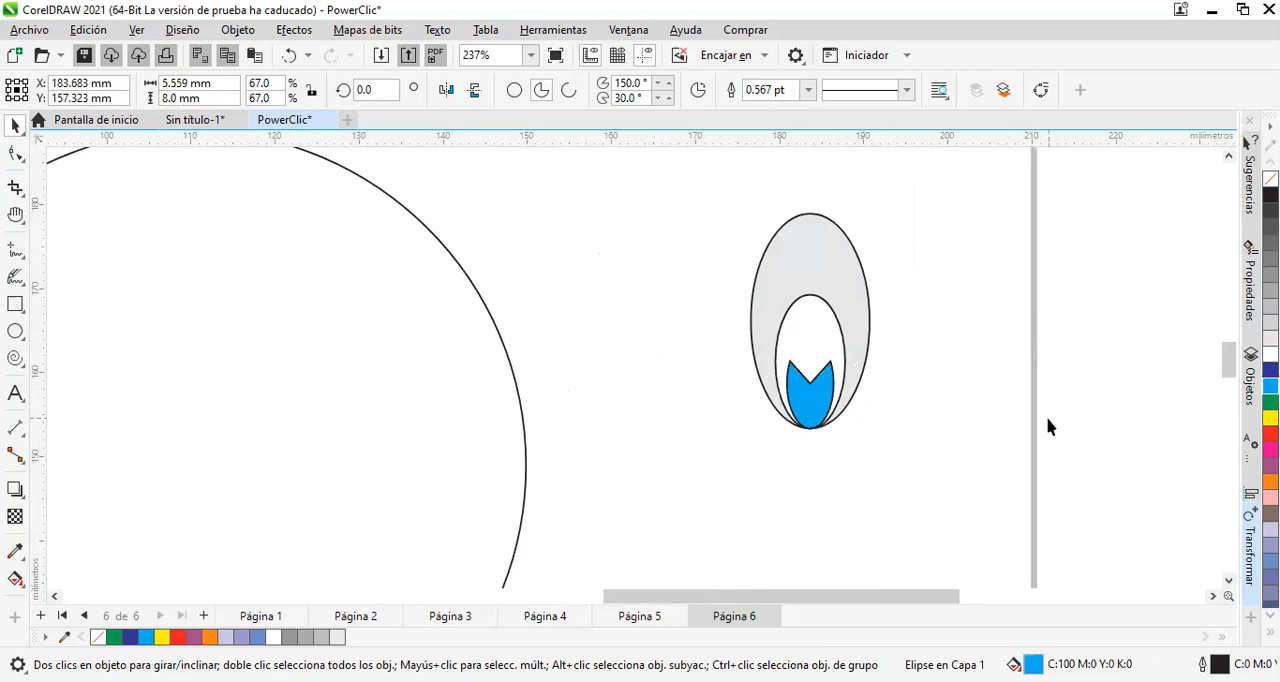 CorelDRAW 2021 (64-Bit La versión de prueba ha caducado) - PowerClic*
Archivo Edición Ver Diseño Objeto Efectos Mapas de bits Texto Tabla Herramientas Ventana Ayuda Comprar
PDF 237% Encajar en Iniciador
X: 183.683 mm 5.559 mm 67.0 % 0.0 150.0 ° 0.567 pt
Y: 157.323 mm 8.0 mm 67.0 % 30.0 °
Pantalla de inicio Sin título-1* PowerClic*
100 110 120 130 140 150 160 170 180 190 200 210 220 milímetros
180
170
160
150
milímetros
Sugerencias
Propiedades
Objetos
A
Transformar
6 de 6 Página 1 Página 2 Página 3 Página 4 Página 5 Página 6
Dos clics en objeto para girar/inclinar; doble clic selecciona todos los obj.; Mayús+clic para selecc. múlt.; Alt+clic selecciona obj. subyac.; Ctrl+clic selecciona obj. de grupo Elipse en Capa 1 C:100 M:0 Y:0 K:0 C:0 M:0